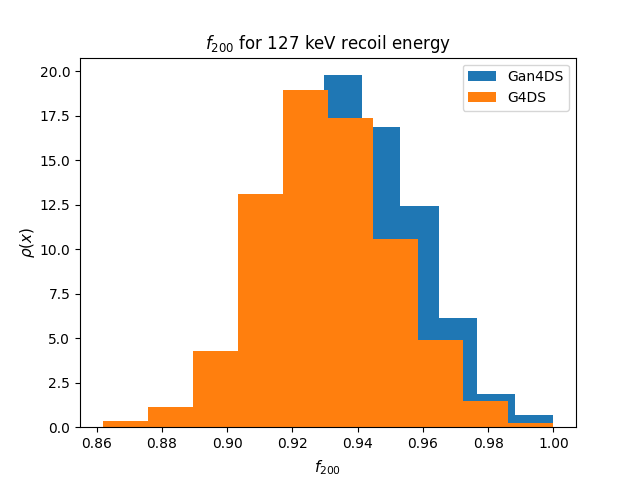 f₂₀₀ for 127 keV recoil energy
Gan4DS
G4DS
20.0
17.5
15.0
12.5
10.0
7.5
5.0
2.5
0.0
ρ(x)
0.86 0.88 0.90 0.92 0.94 0.96 0.98 1.00
f₂₀₀